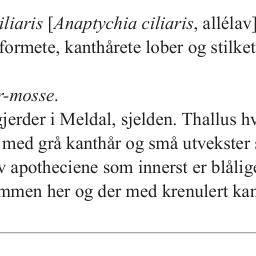 iliaris [Anaptychia ciliaris, allélav]
formete, kanthårete lober og stilket
r-mosse.
gjerder i Meldal, sjelden. Thallus hv
med grå kanthår og små utvekster
v apotheciene som innerst er blålige
mmen her og der med krenulert kan